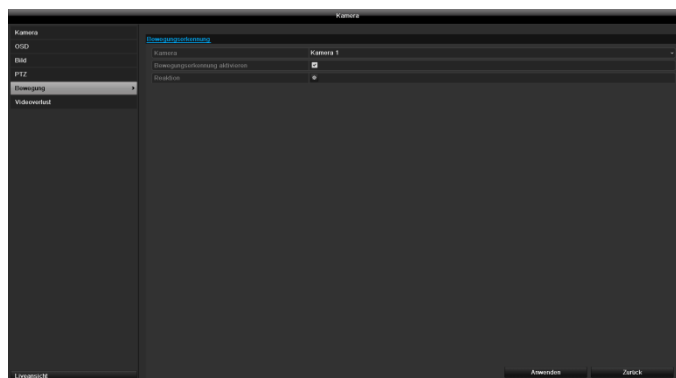 Kamera
Kamera
OSD
Bild
PTZ
Bewegung
Videoverlust
Bewegungserkennung
Kamera Kamera 1
Bewegungserkennung aktivieren
Reaktion
Liveansicht
Anwenden Zurück